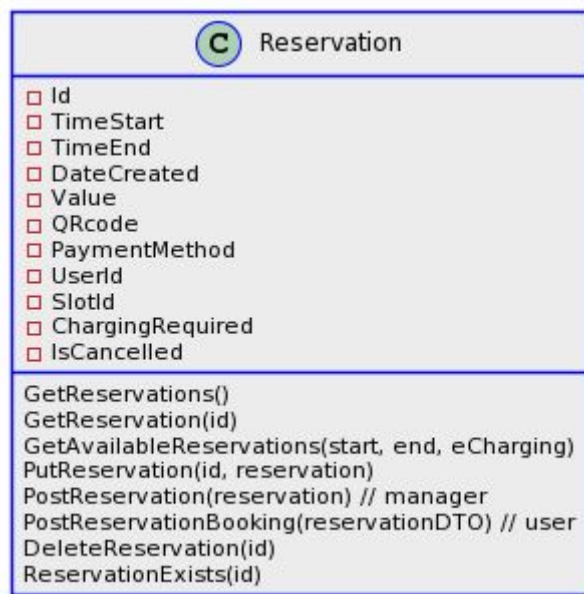 C Reservation
Id
TimeStart
TimeEnd
DateCreated
Value
QRcode
PaymentMethod
UserId
SlotId
ChargingRequired
IsCancelled
GetReservations()
GetReservation(id)
GetAvailableReservations(start, end, eCharging)
PutReservation(id, reservation)
PostReservation(reservation) // manager
PostReservationBooking(reservationDTO) // user
DeleteReservation(id)
ReservationExists(id)